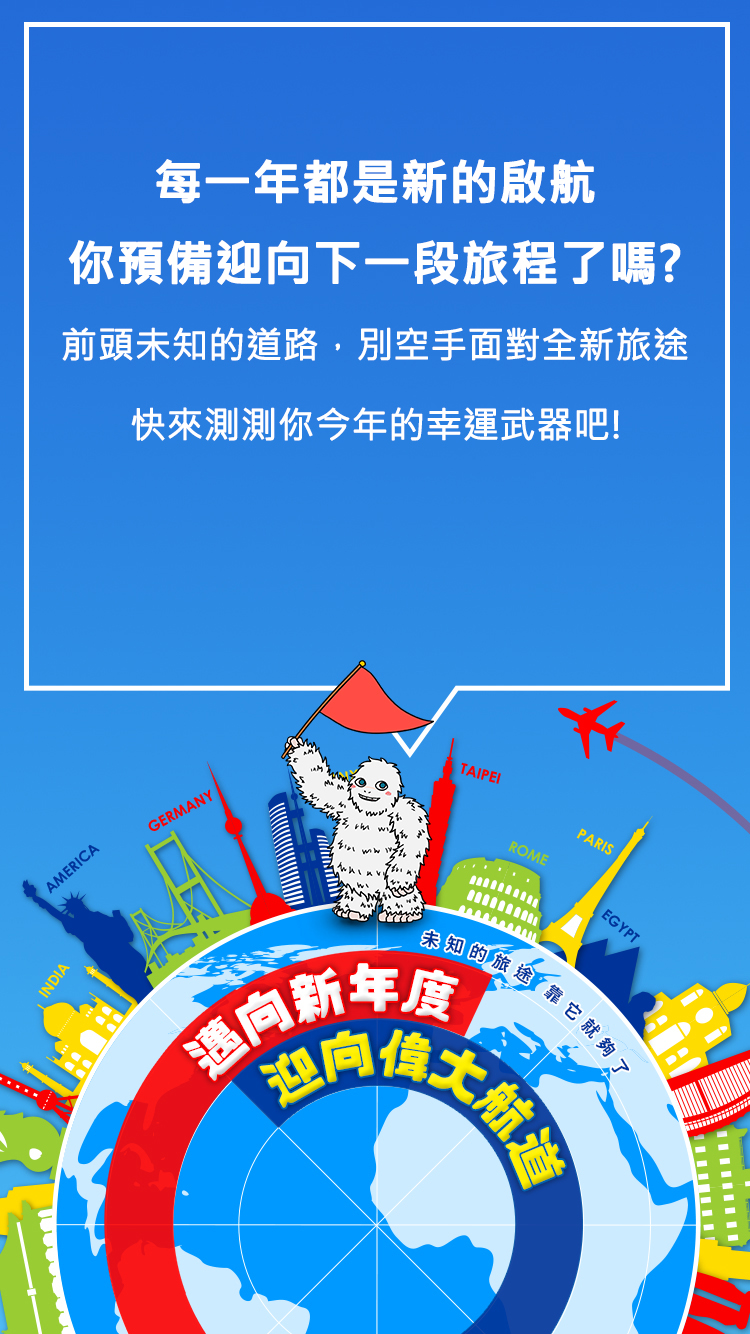 每一年都是新的啟航
你預備迎向下一段旅程了嗎?
前頭未知的道路，別空手面對全新旅途
快來測測你今年的幸運武器吧!
TAIPEI
GERMANY
AMERICA
ROME
PARIS
EGYPT
INDIA
未知的旅途 靠它就夠了
邁向新年度
迎向偉大航道